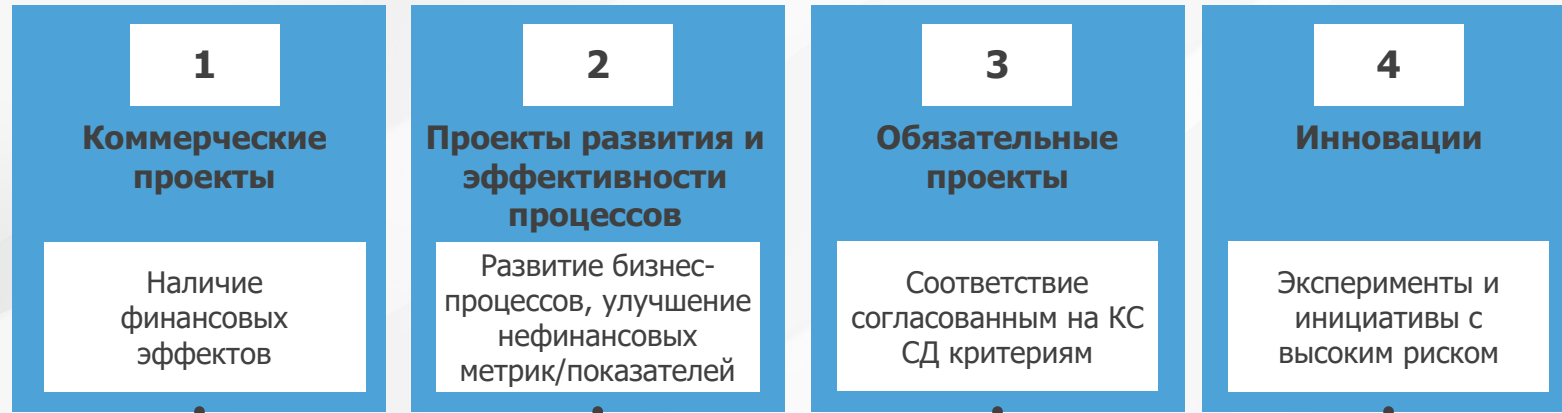 1
Коммерческие
проекты
Наличие
финансовых
эффектов
2
Проекты развития и
эффективности
процессов
Развитие бизнес-
процессов, улучшение
нефинансовых
метрик/показателей
3
Обязательные
проекты
Соответствие
согласованным на КС
СД критериям
4
Инновации
Эксперименты и
инициативы с
высоким риском